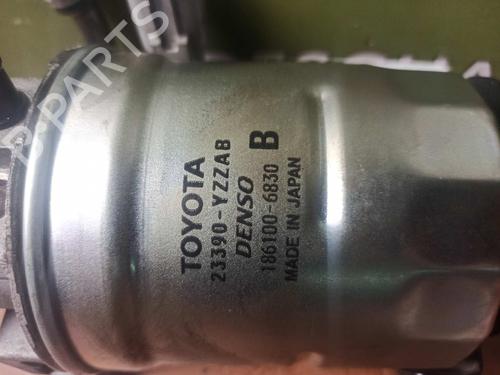 TOYOTA
23390-YZZAB
DENSO
186100-6830 B
MADE IN JAPAN
B-PARTS